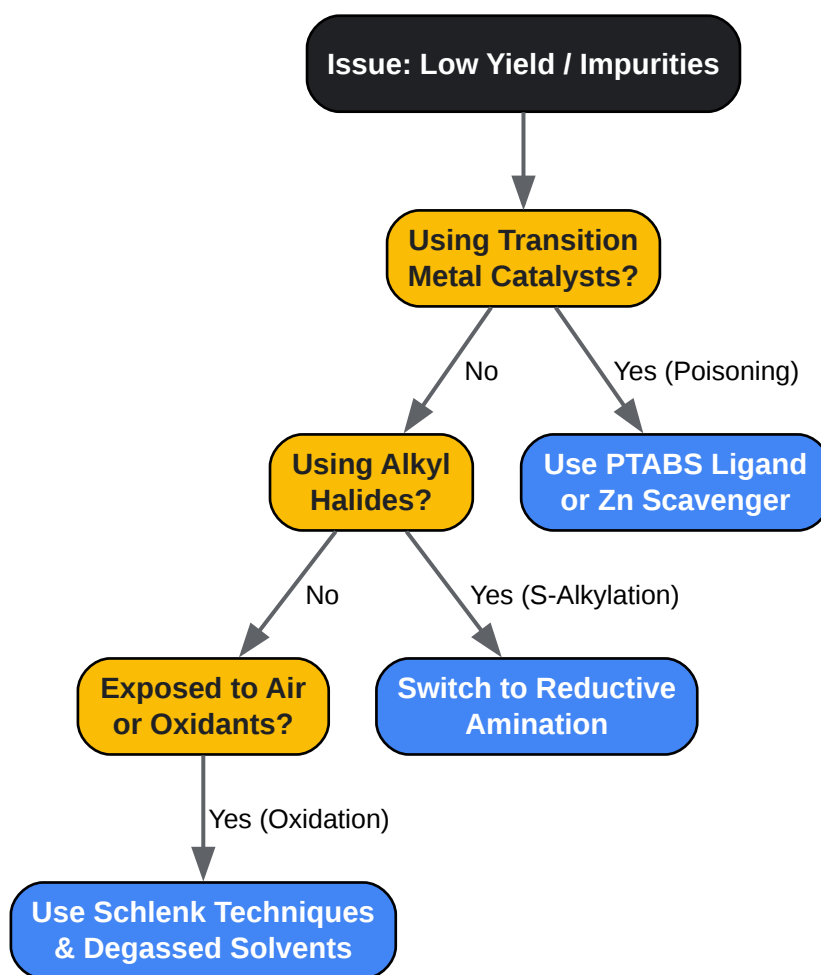 Issue: Low Yield / Impurities
Using Transition
Metal Catalysts?
No
Yes (Poisoning)
Using Alkyl
Halides?
Use PTABS Ligand
or Zn Scavenger
No
Yes (S-Alkylation)
Exposed to Air
or Oxidants?
Switch to Reductive
Amination
Yes (Oxidation)
Use Schlenk Techniques
& Degassed Solvents